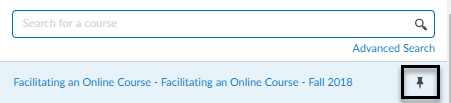 Search for a course
Advanced Search
Facilitating an Online Course - Facilitating an Online Course - Fall 2018